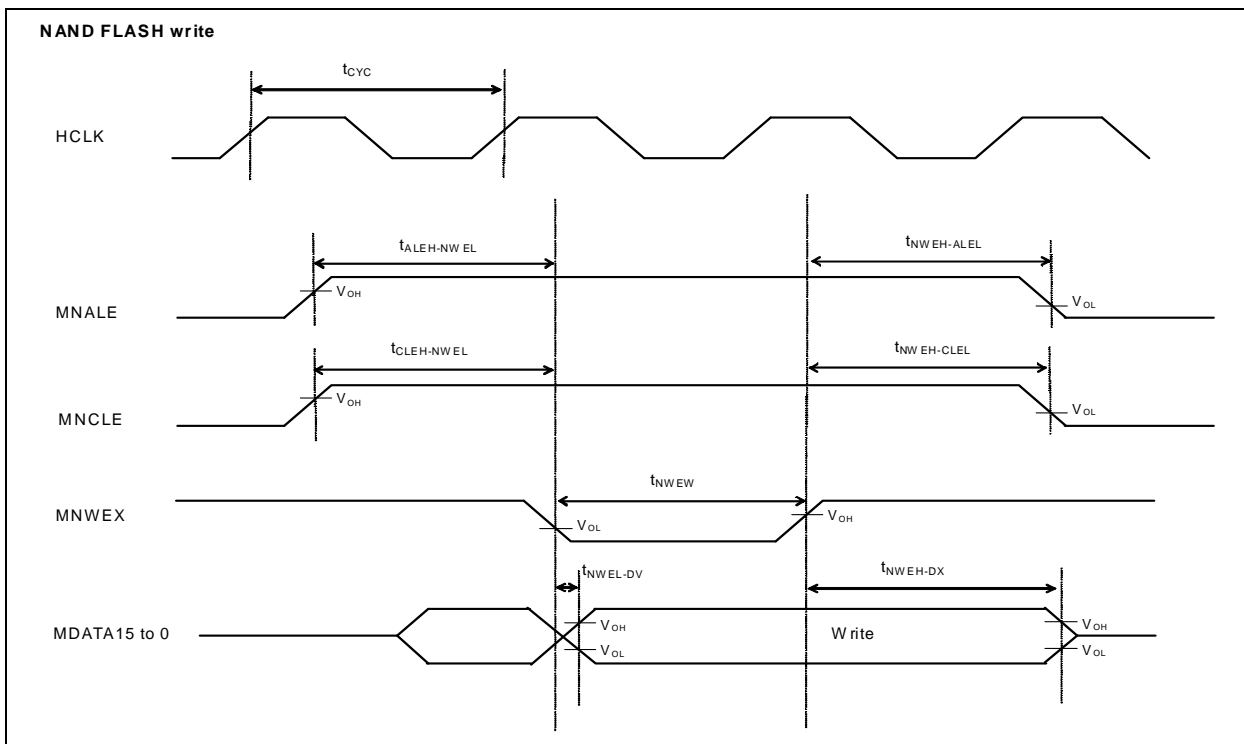 NAND FLASH write
tCYC
HCLK
tALEH-NWEL
tNWEH-ALEL
VOH
MNALE
VOL
tCLEH-NWEL
tNWEH-CLEL
VOH
MNCLE
VOL
tNWEW
MNWEX
VOL
VOH
tNWEL-DV
tNWEH-DX
VOH
VOH
MDATA15 to 0
Write
VOL
VOL